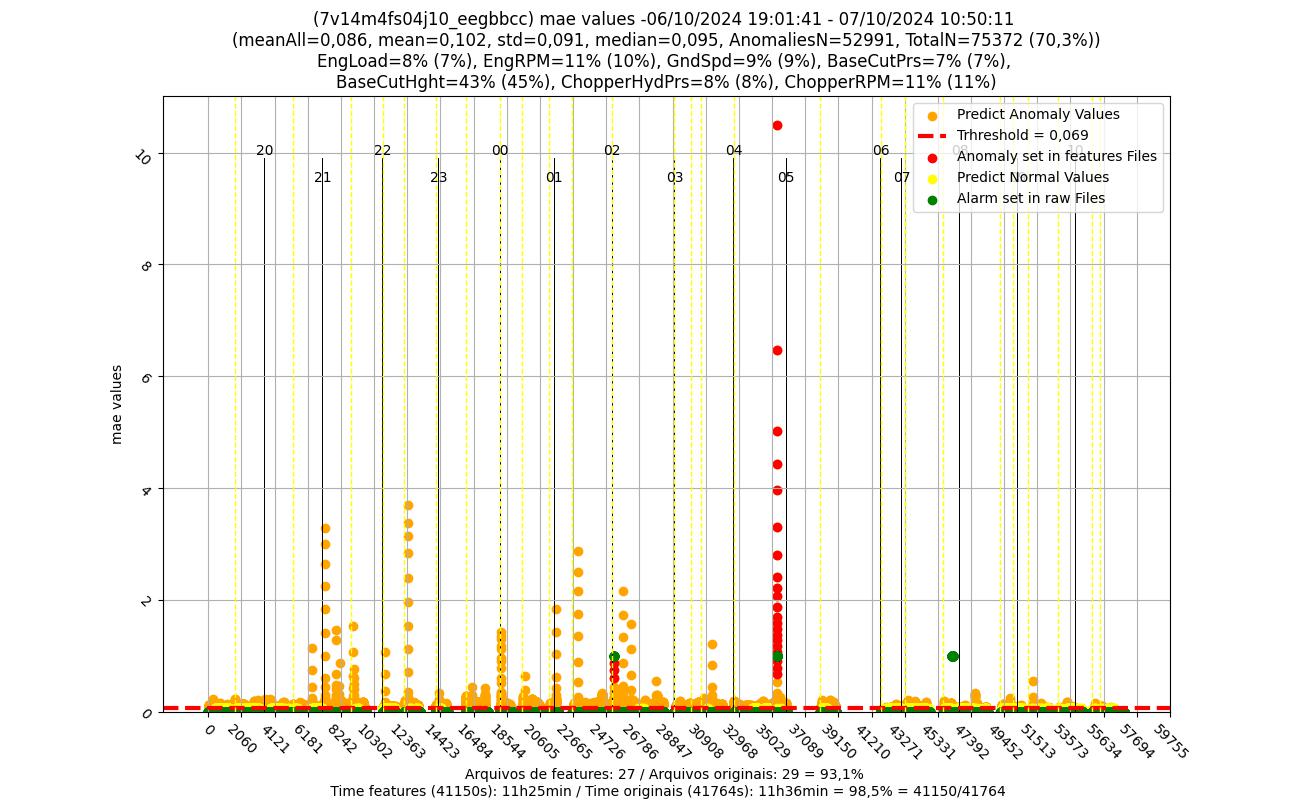 (7v14m4fs04j10_eegbbcc) mae values -06/10/2024 19:01:41 - 07/10/2024 10:50:11
(meanAll=0,086, mean=0,102, std=0,091, median=0,095, AnomaliesN=52991, TotalN=75372 (70,3%))
EngLoad=8% (7%), EngRPM=11% (10%), GndSpd=9% (9%), BaseCutPrs=7% (7%),
BaseCutHght=43% (45%), ChopperHydPrs=8% (8%), ChopperRPM=11% (11%)
Predict Anomaly Values
Trhreshold = 0,069
Anomaly set in features Files
Predict Normal Values
Alarm set in raw Files
20 22 00 02 04 06 08 10
21 23 01 03 05 07
10
8
6
4
2
0
mae values
0 2060 4121 6181 8242 10302 12363 14423 16484 18544 20605 22665 24726 26786 28847 30908 32968 35029 37089 39150 41210 43271 45331 47392 49452 51513 53573 55634 57694 59755
Arquivos de features: 27 / Arquivos originais: 29 = 93,1%
Time features (41150s): 11h25min / Time originais (41764s): 11h36min = 98,5% = 41150/41764